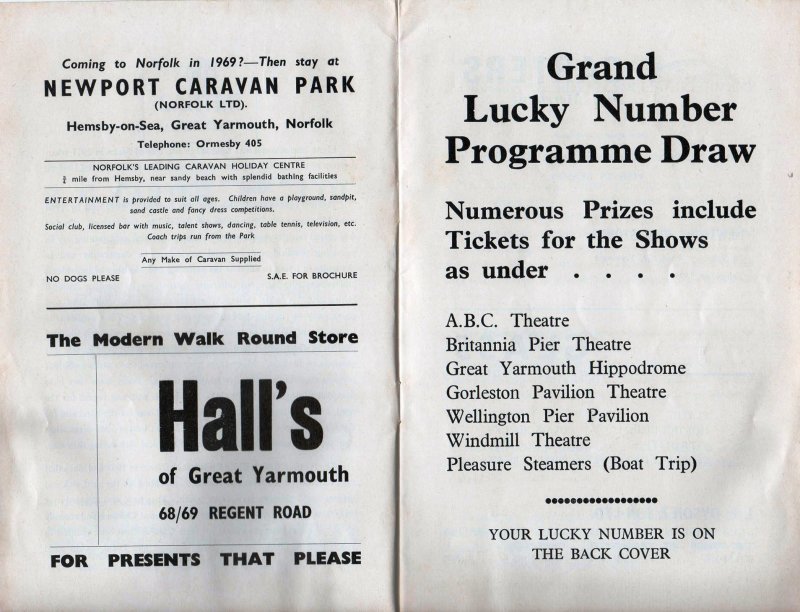 Coming to Norfolk in 1969?—Then stay at
NEWPORT CARAVAN PARK
(NORFOLK LTD).
Hemsby-on-Sea, Great Yarmouth, Norfolk
Telephone: Ormesby 405
NORFOLK'S LEADING CARAVAN HOLIDAY CENTRE
¾ mile from Hemsby, near sandy beach with splendid bathing facilities
ENTERTAINMENT is provided to suit all ages. Children have a playground, sandpit,
sand castle and fancy dress competitions.
Social club, licensed bar with music, talent shows, dancing, table tennis, television, etc.
Coach trips run from the Park
Any Make of Caravan Supplied
NO DOGS PLEASE S.A.E. FOR BROCHURE
The Modern Walk Round Store
Hall's
of Great Yarmouth
68/69 REGENT ROAD
FOR PRESENTS THAT PLEASE
Grand
Lucky Number
Programme Draw
Numerous Prizes include
Tickets for the Shows
as under . . . .
A.B.C. Theatre
Britannia Pier Theatre
Great Yarmouth Hippodrome
Gorleston Pavilion Theatre
Wellington Pier Pavilion
Windmill Theatre
Pleasure Steamers (Boat Trip)
YOUR LUCKY NUMBER IS ON
THE BACK COVER